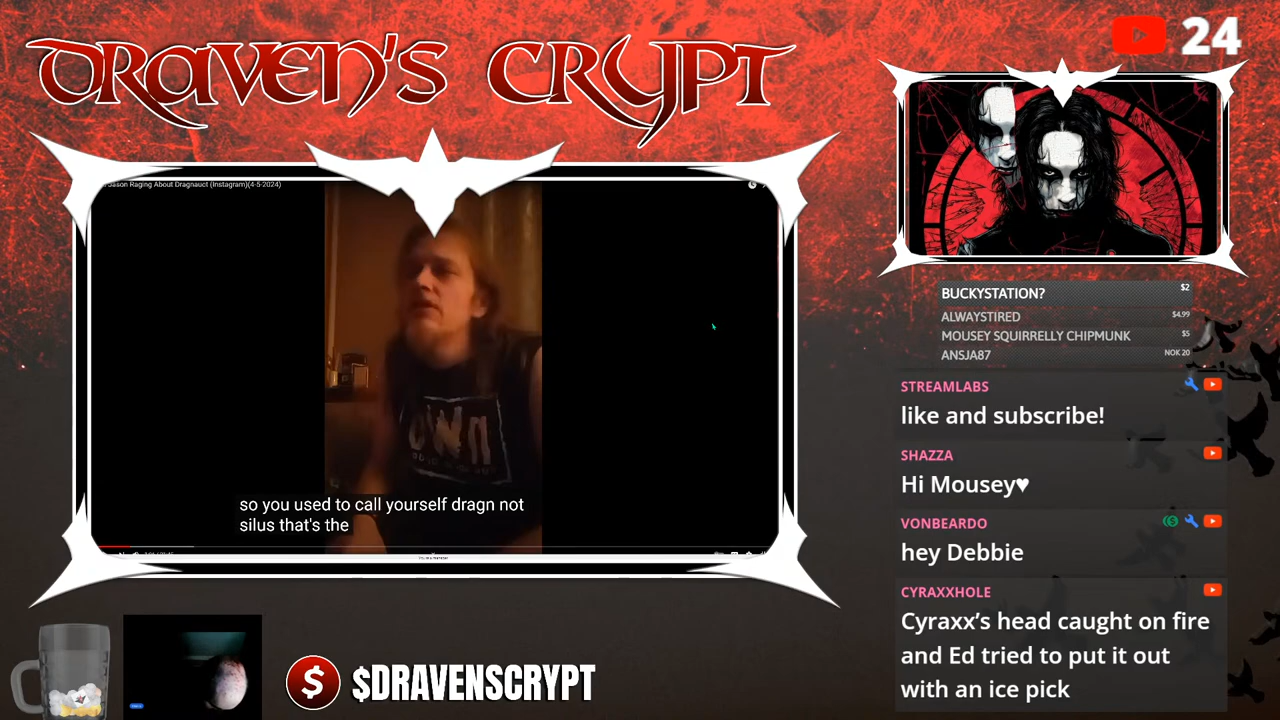 DRAVEN'S CRYPT
24
Jason Raging About Dragnauct (Instagram)(4-5-2024)
nWn
so you used to call yourself dragn not
silus that's the
BUCKYSTATION? $2
ALWAYSTIRED $4.99
MOUSEY SQUIRRELLY CHIPMUNK $5
ANSJA87 NOK 20
STREAMLABS
like and subscribe!
SHAZZA
Hi Mousey♥
VONBEARDO
hey Debbie
CYRAXXHOLE
Cyraxx's head caught on fire
and Ed tried to put it out
with an ice pick
$ $DRAVENSCRYPT